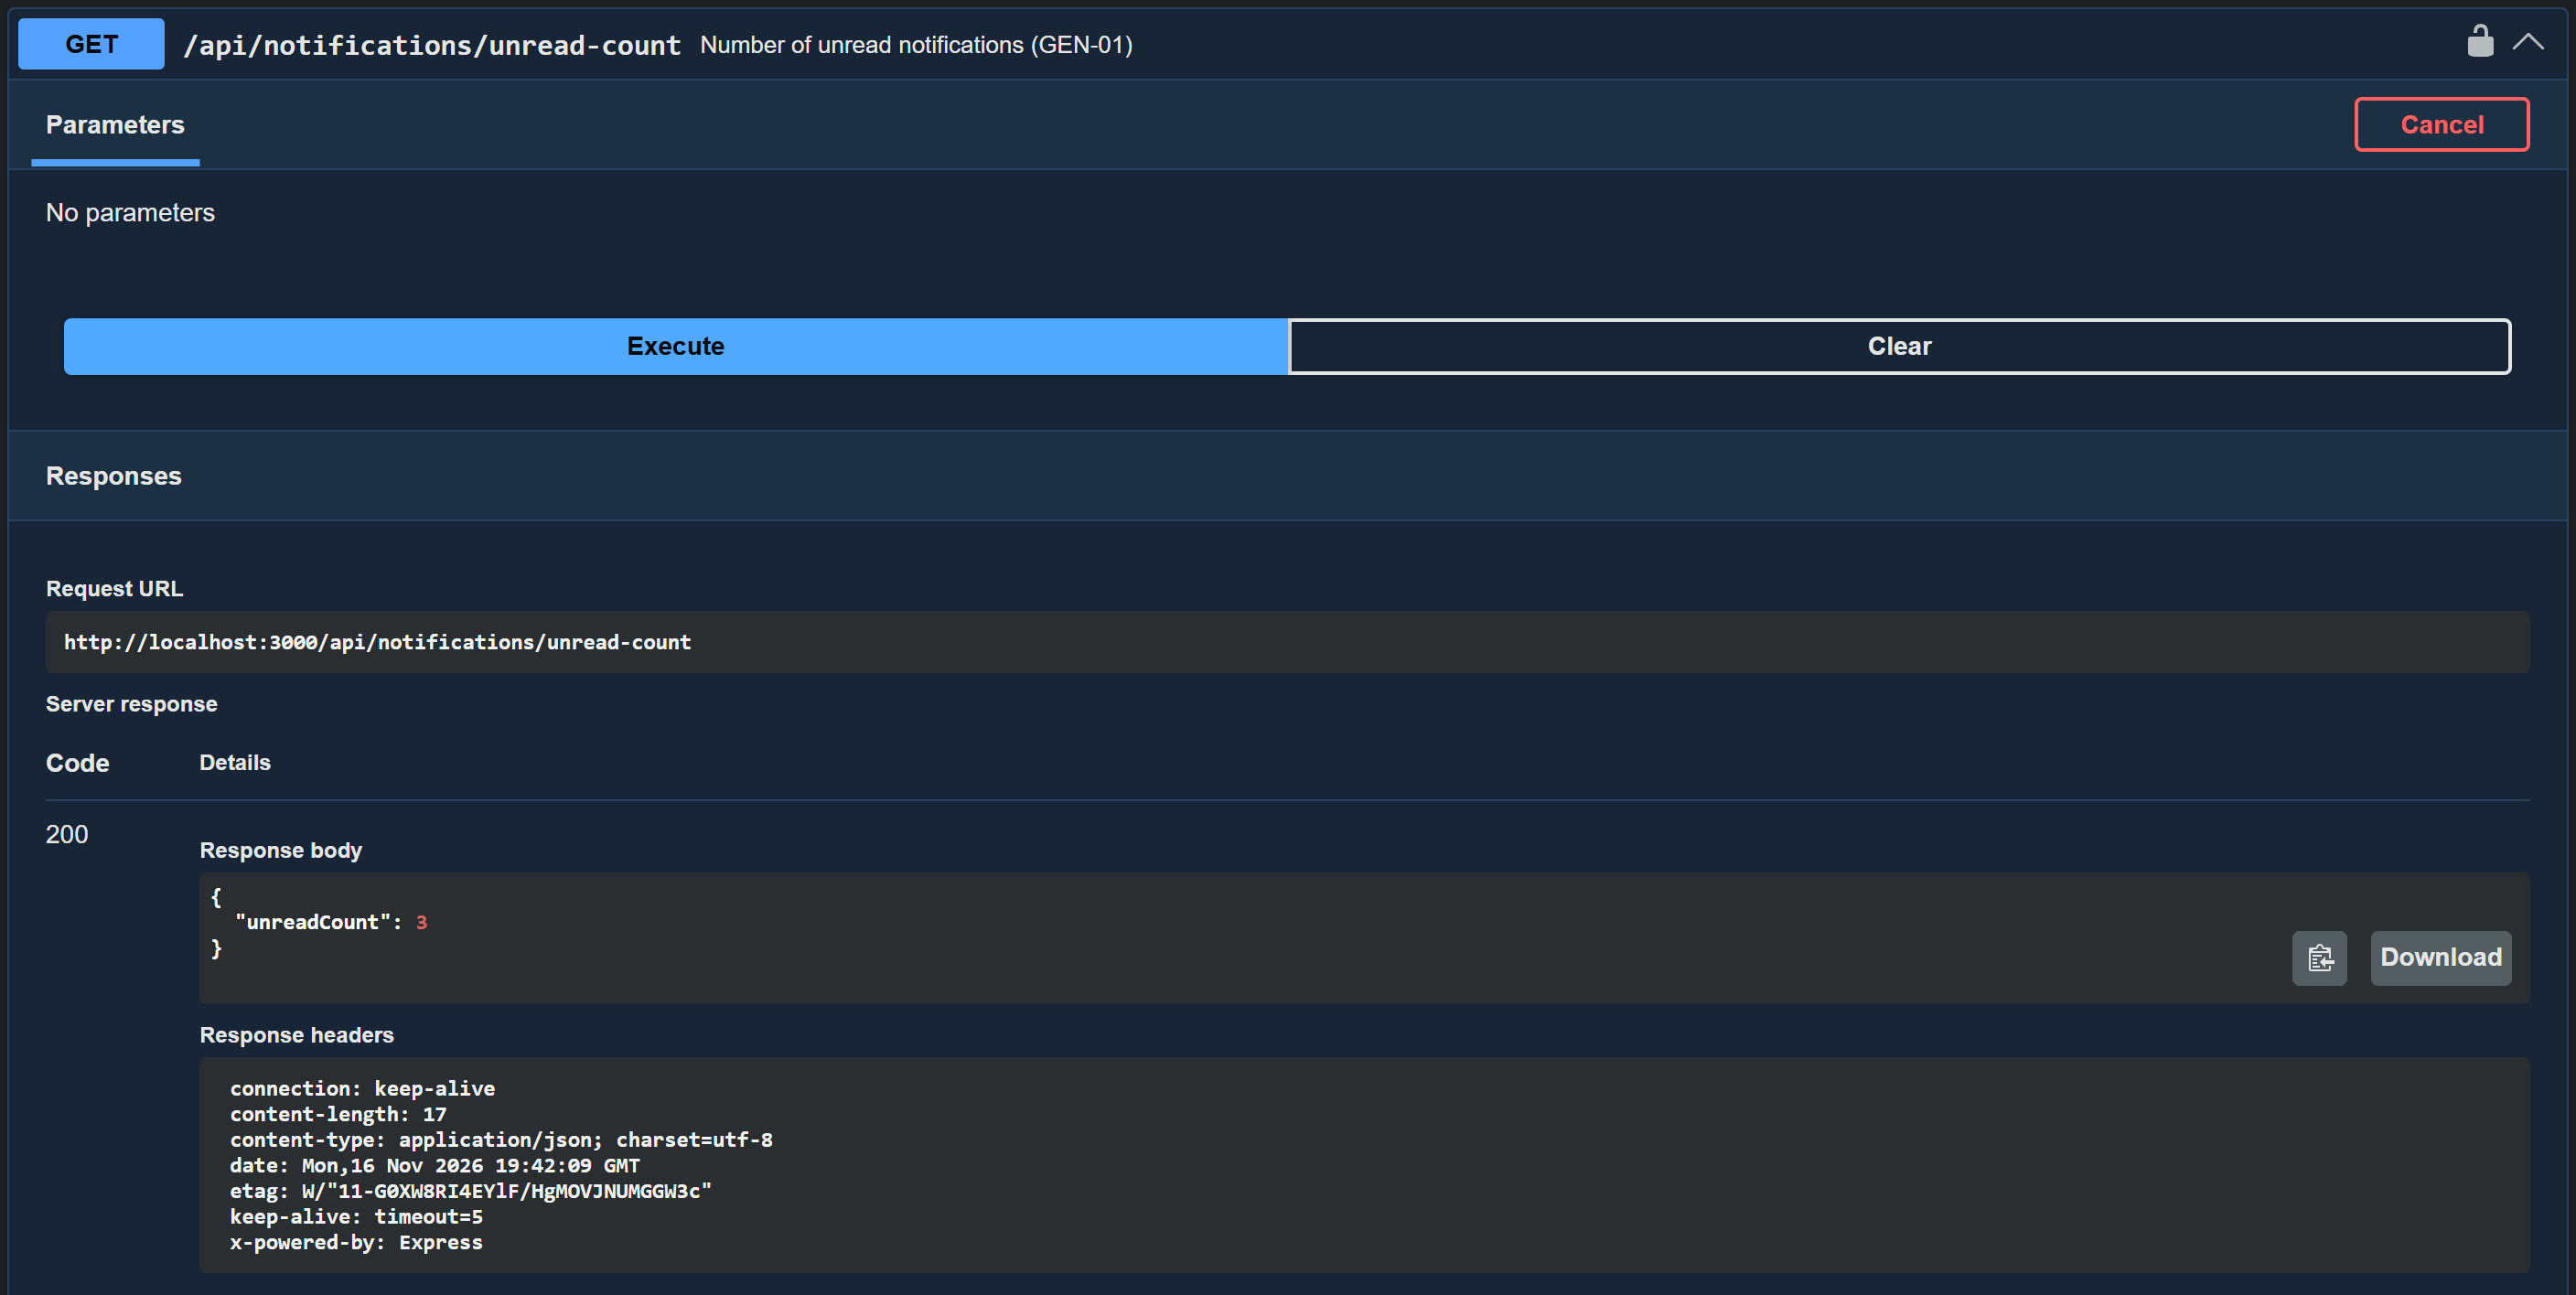 GET /api/notifications/unread-count Number of unread notifications (GEN-01)
Parameters
Cancel
No parameters
Execute
Clear
Responses
Request URL
http://localhost:3000/api/notifications/unread-count
Server response
Code Details
200
Response body
{
  "unreadCount": 3
}
Download
Response headers
connection: keep-alive
content-length: 17
content-type: application/json; charset=utf-8
date: Mon,16 Nov 2026 19:42:09 GMT
etag: W/"11-G0XW8RI4EYlF/HgMOVJNUMGGW3c"
keep-alive: timeout=5
x-powered-by: Express